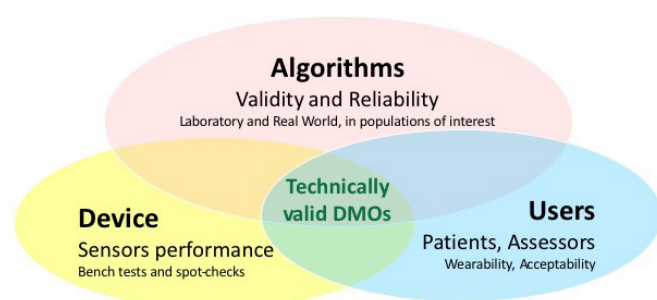 Algorithms
Validity and Reliability
Laboratory and Real World, in populations of interest
Technically
valid DMOs
Device
Sensors performance
Bench tests and spot-checks
Users
Patients, Assessors
Wearability, Acceptability